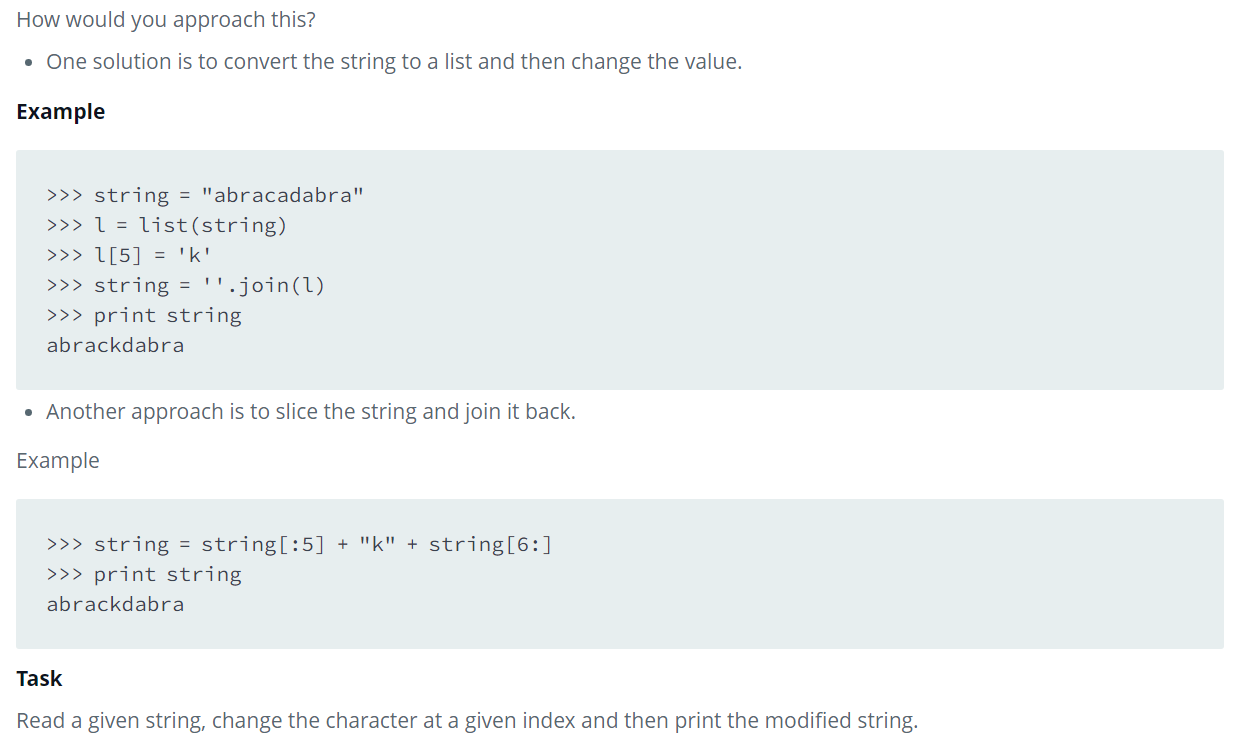 How would you approach this?
• One solution is to convert the string to a list and then change the value.
Example
>>> string = "abracadabra"
>>> l = list(string)
>>> l[5] = 'k'
>>> string = ''.join(l)
>>> print string
abrackdabra
• Another approach is to slice the string and join it back.
Example
>>> string = string[:5] + "k" + string[6:]
>>> print string
abrackdabra
Task
Read a given string, change the character at a given index and then print the modified string.